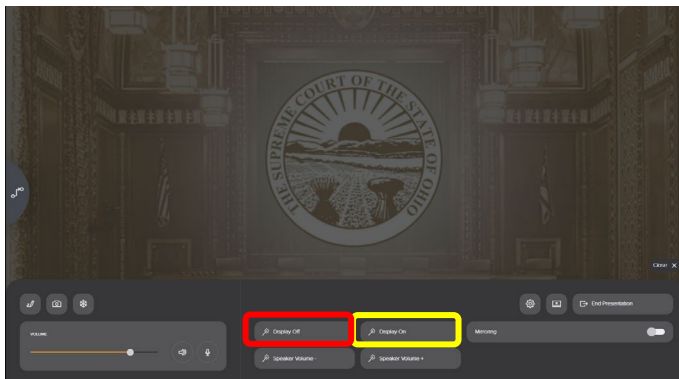 THE SUPREME COURT OF THE STATE OF OHIO
Close X
End Presentation
VOLUME
Display Off
Display On
Mirroring
Speaker Volume -
Speaker Volume +